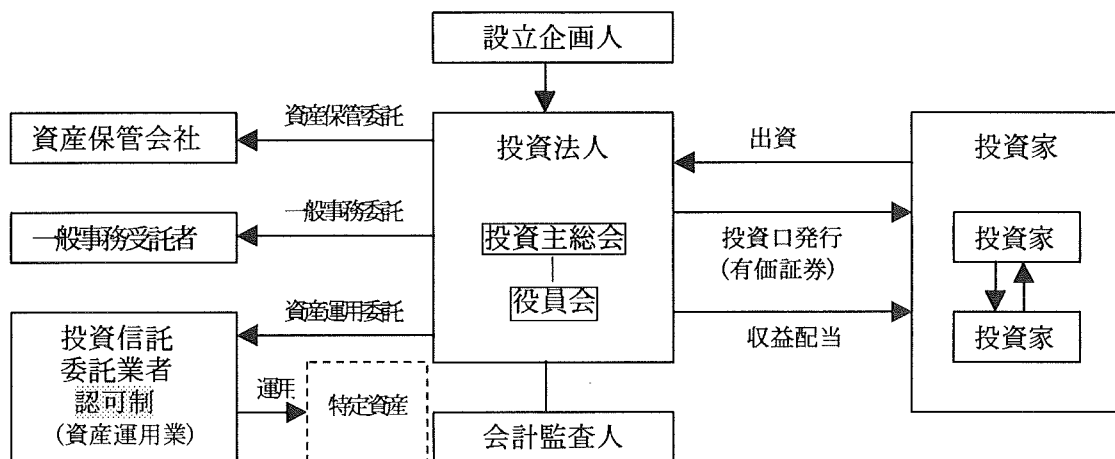 設立企画人
資産保管会社
資産保管委託
投資法人
出資
投資家
一般事務受託者
一般事務委託
投資主総会
役員会
投資口発行
(有価証券)
投資家
投資家
収益配当
資産運用委託
投資信託
委託業者
認可制
(資産運用業)
運用
特定資産
会計監査人